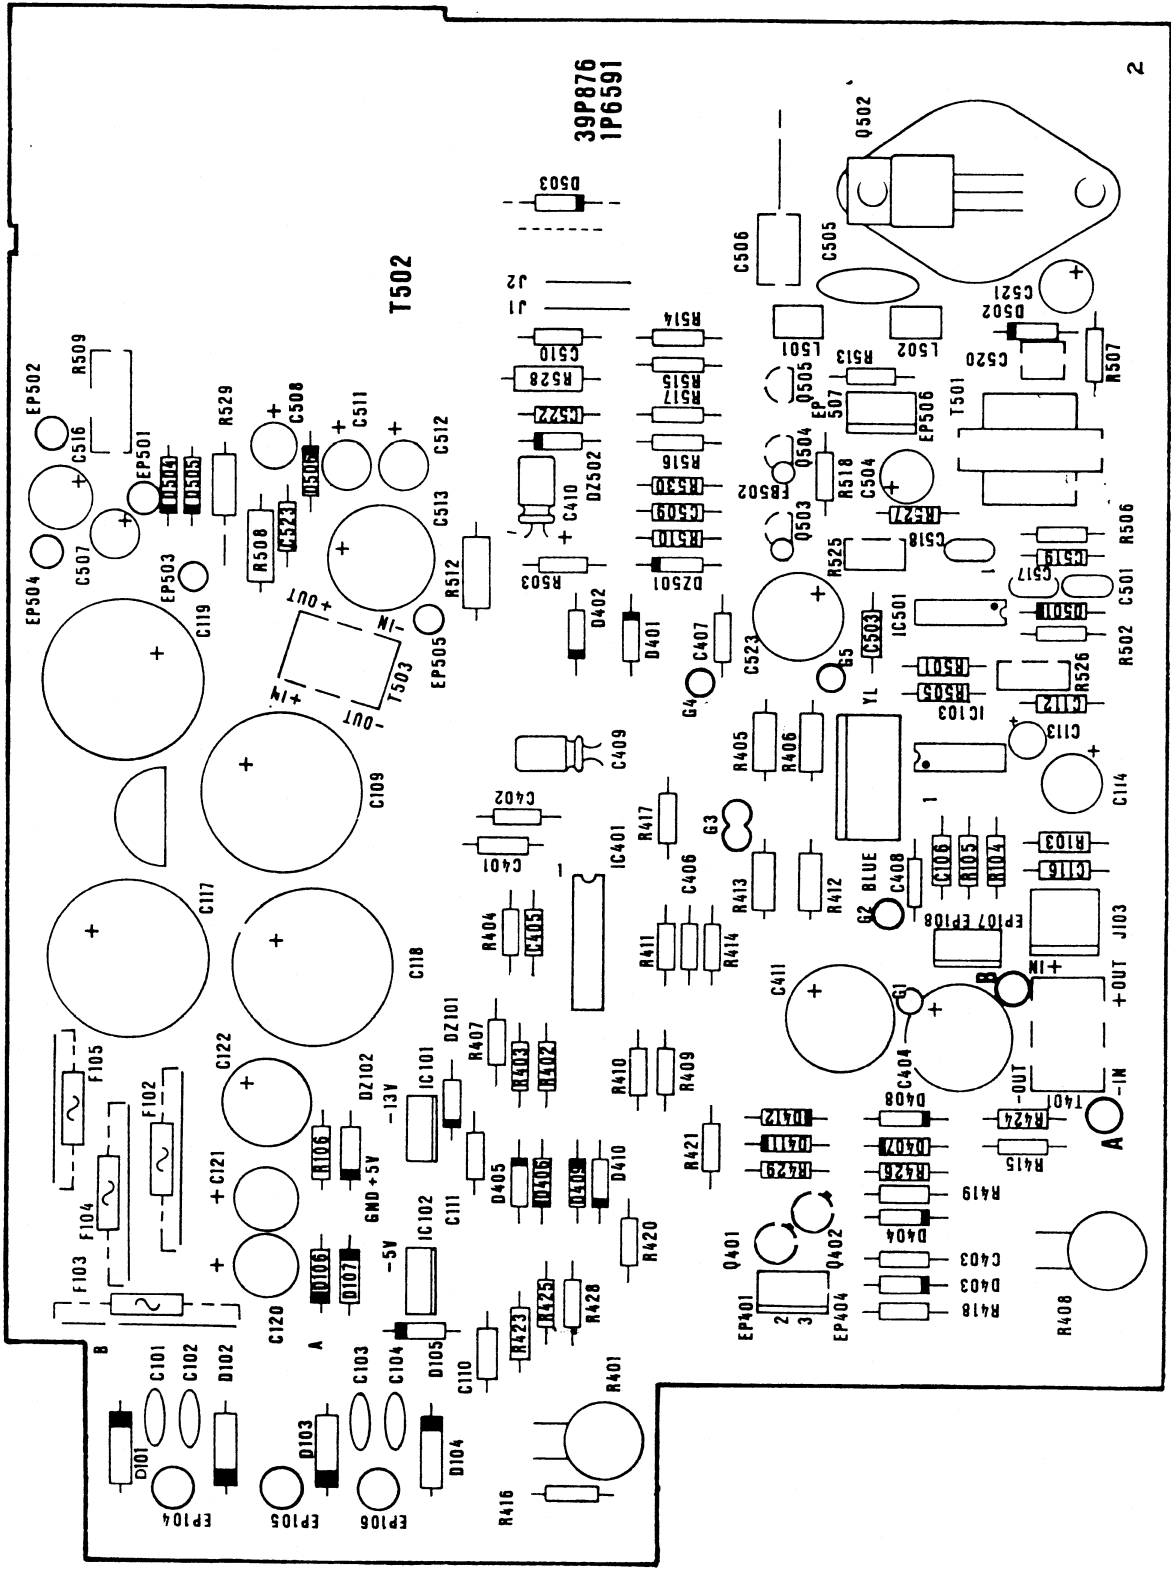 2
39P876
1P6591
Q502
D503
T502
C506
C505
J2
J1
C521
D502
C520
R507
L501
L502
R513
T501
R514
C510
R528
R515
R517
C522
DZ502
R516
Q505
EP
507
EP506
Q504
R518
C504
EP502
R509
C516
EP501
D504
D505
R529
C508
C511
D506
C512
C513
R508
C523
R512
C410
R530
C509
R510
DZ501
R503
FB502
Q503
R527
C518
R525
R506
C519
C517
1
C501
D501
R502
EP504
C507
EP503
C119
+OUT
-IN
+IN
-OUT
T503
EP505
D402
D401
C407
C523
G5
G4
C503
IC501
R501
R505
R526
C112
IC103
C113
C114
YL
R405
R406
C409
C109
C402
C401
R417
G3
IC401
1
1
C406
R413
R412
BLUE
C408
C106
R105
R104
R103
C116
C117
C118
R404
C405
R411
R414
G2
EP107
EP108
J103
C411
G1
B
+IN
+OUT
C404
-OUT
-IN
T401
A
F105
C122
F102
DZ102
-13V
IC101
DZ101
R407
R403
R402
R410
R409
F104
C121
R106
GND +5V
C111
D405
D406
D409
D410
R421
D412
D411
R429
D408
D407
R426
R424
R415
R419
D404
F103
C120
D106
D107
-5V
IC102
R420
Q401
Q402
C403
D403
R418
R408
B
A
C101
C102
D102
C103
C104
D105
C110
R423
R425
R428
EP401
2
3
EP404
D101
D103
D104
R401
R416
EP104
EP105
EP106